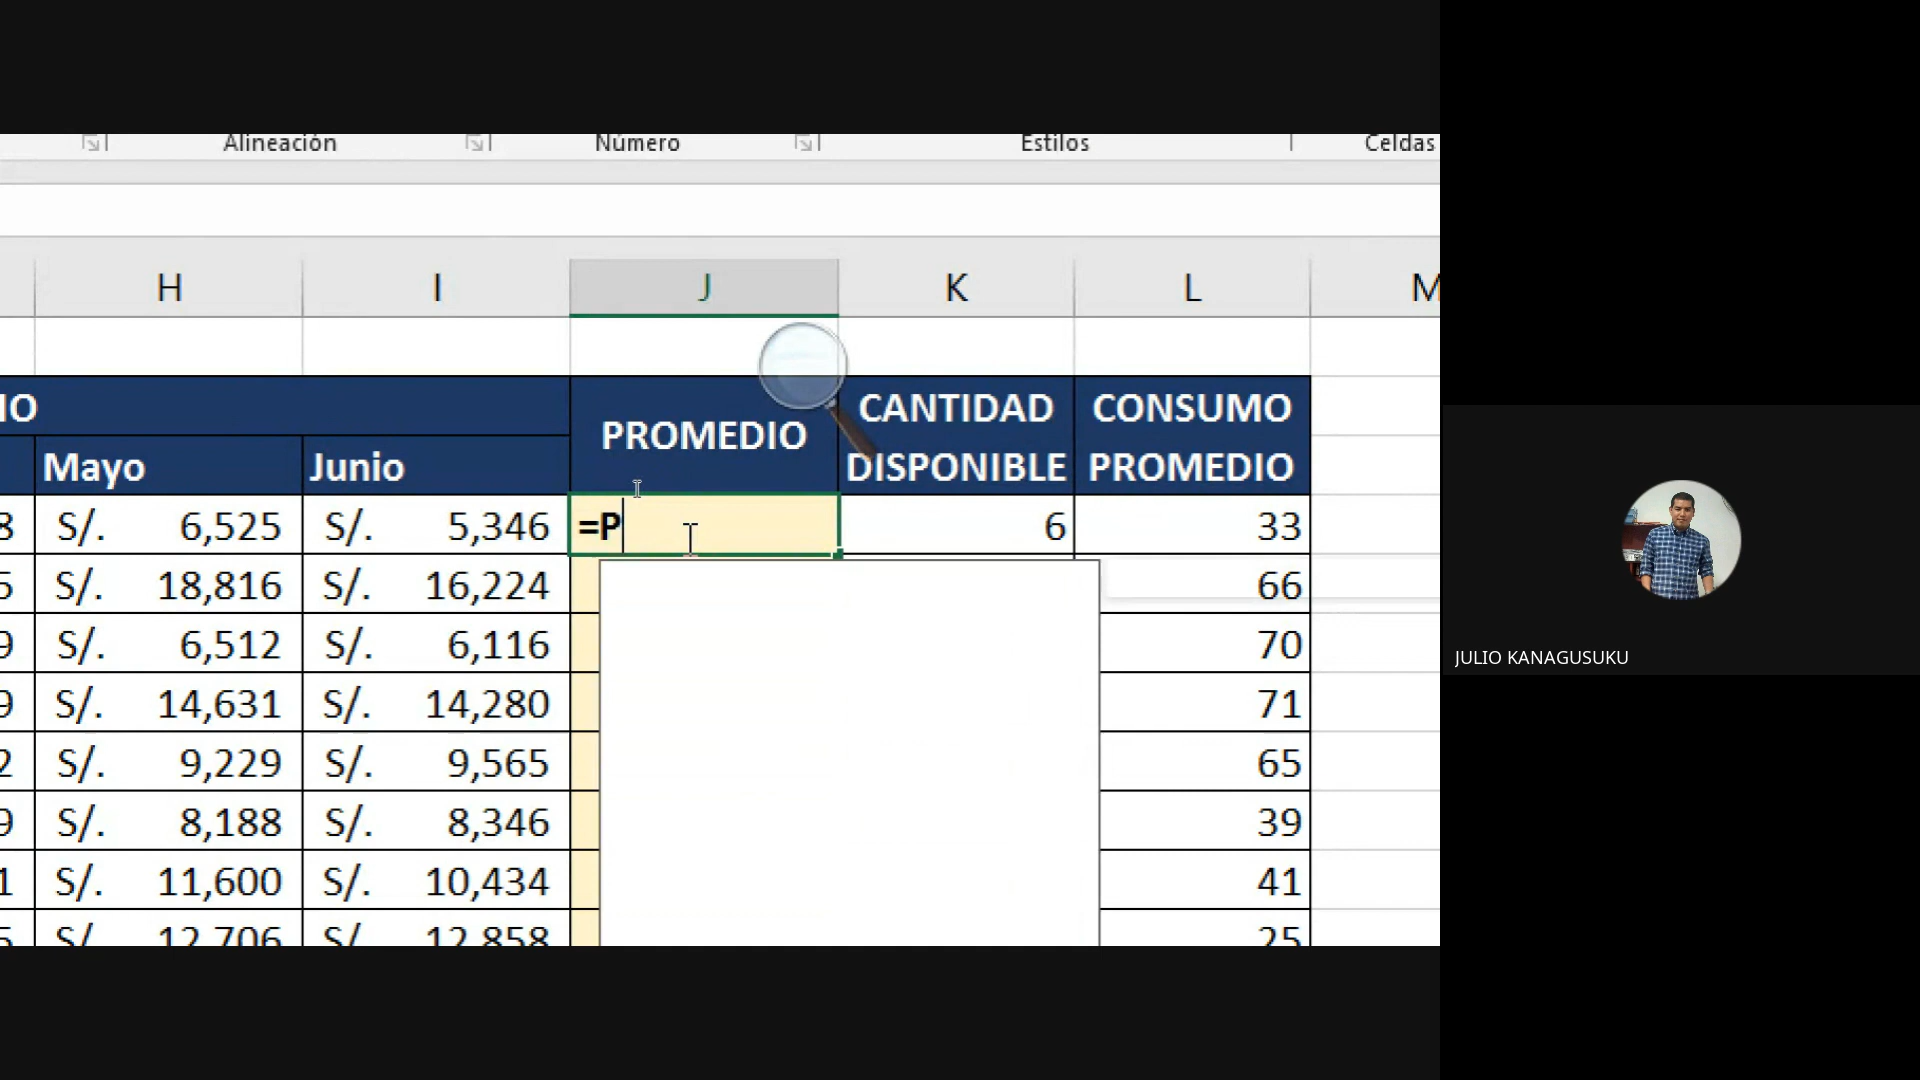 Alineación Número Estilos Celdas
H I J K L M
IO PROMEDIO CANTIDAD DISPONIBLE CONSUMO PROMEDIO
Mayo Junio
8 S/. 6,525 S/. 5,346 =P 6 33
5 S/. 18,816 S/. 16,224 66
9 S/. 6,512 S/. 6,116 70
9 S/. 14,631 S/. 14,280 71
2 S/. 9,229 S/. 9,565 65
9 S/. 8,188 S/. 8,346 39
1 S/. 11,600 S/. 10,434 41
5 S/. 12,706 S/. 12,858 25
JULIO KANAGUSUKU